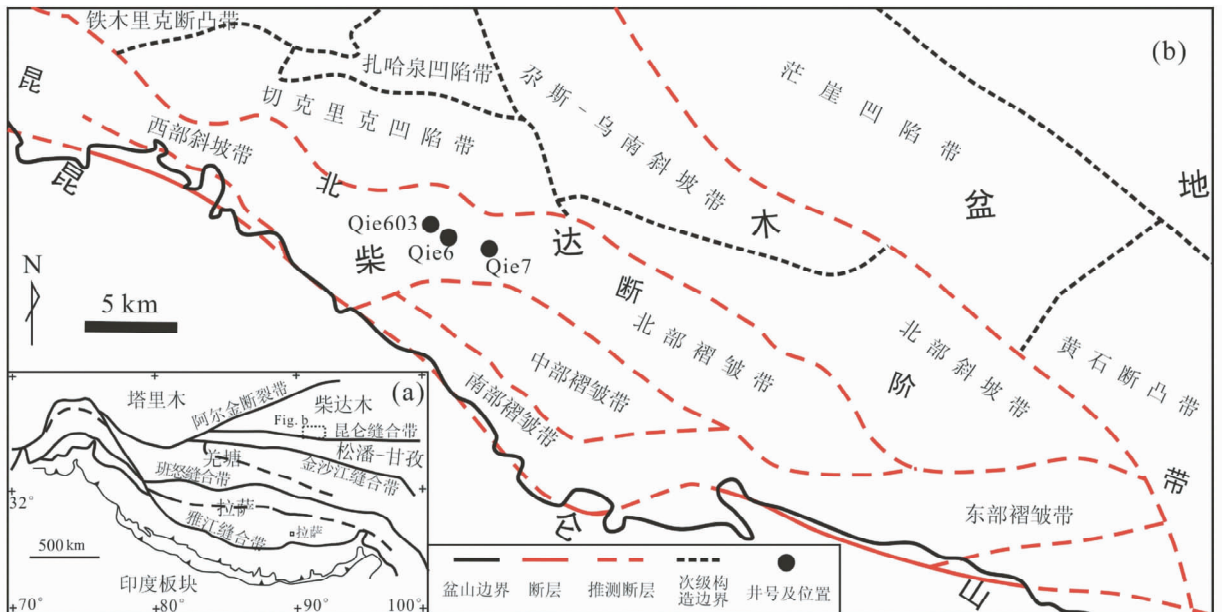 铁木里克断凸带
(b)
昆
扎哈泉凹陷带
尕斯-乌南斜坡带
茫崖凹陷带
切克里克凹陷带
西部斜坡带
昆
北
盆
地
木
Qie603
Qie6
Qie7
达
柴
断
N
5 km
北部褶皱带
北部斜坡带
黄石断凸带
中部褶皱带
阶
南部褶皱带
带
东部褶皱带
仑
山
(a)
塔里木
阿尔金断裂带
柴达木
Fig. b
昆仑缝合带
羌塘
松潘-甘孜
金沙江缝合带
班怒缝合带
32°
拉萨
雅江缝合带
拉萨
500 km
印度板块
70°
80°
90°
100°
盆山边界
断层
推测断层
次级构造边界
井号及位置